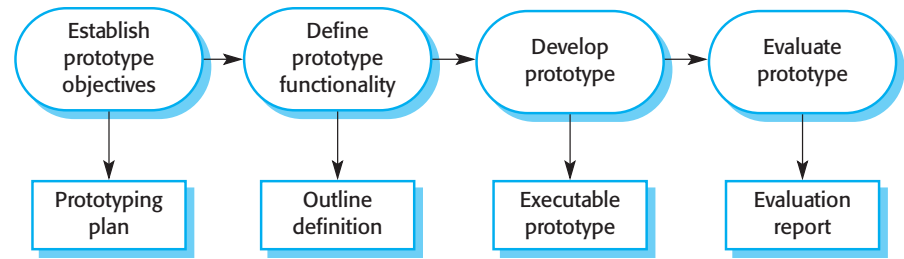 Establish
prototype
objectives
Define
prototype
functionality
Develop
prototype
Evaluate
prototype
Prototyping
plan
Outline
definition
Executable
prototype
Evaluation
report